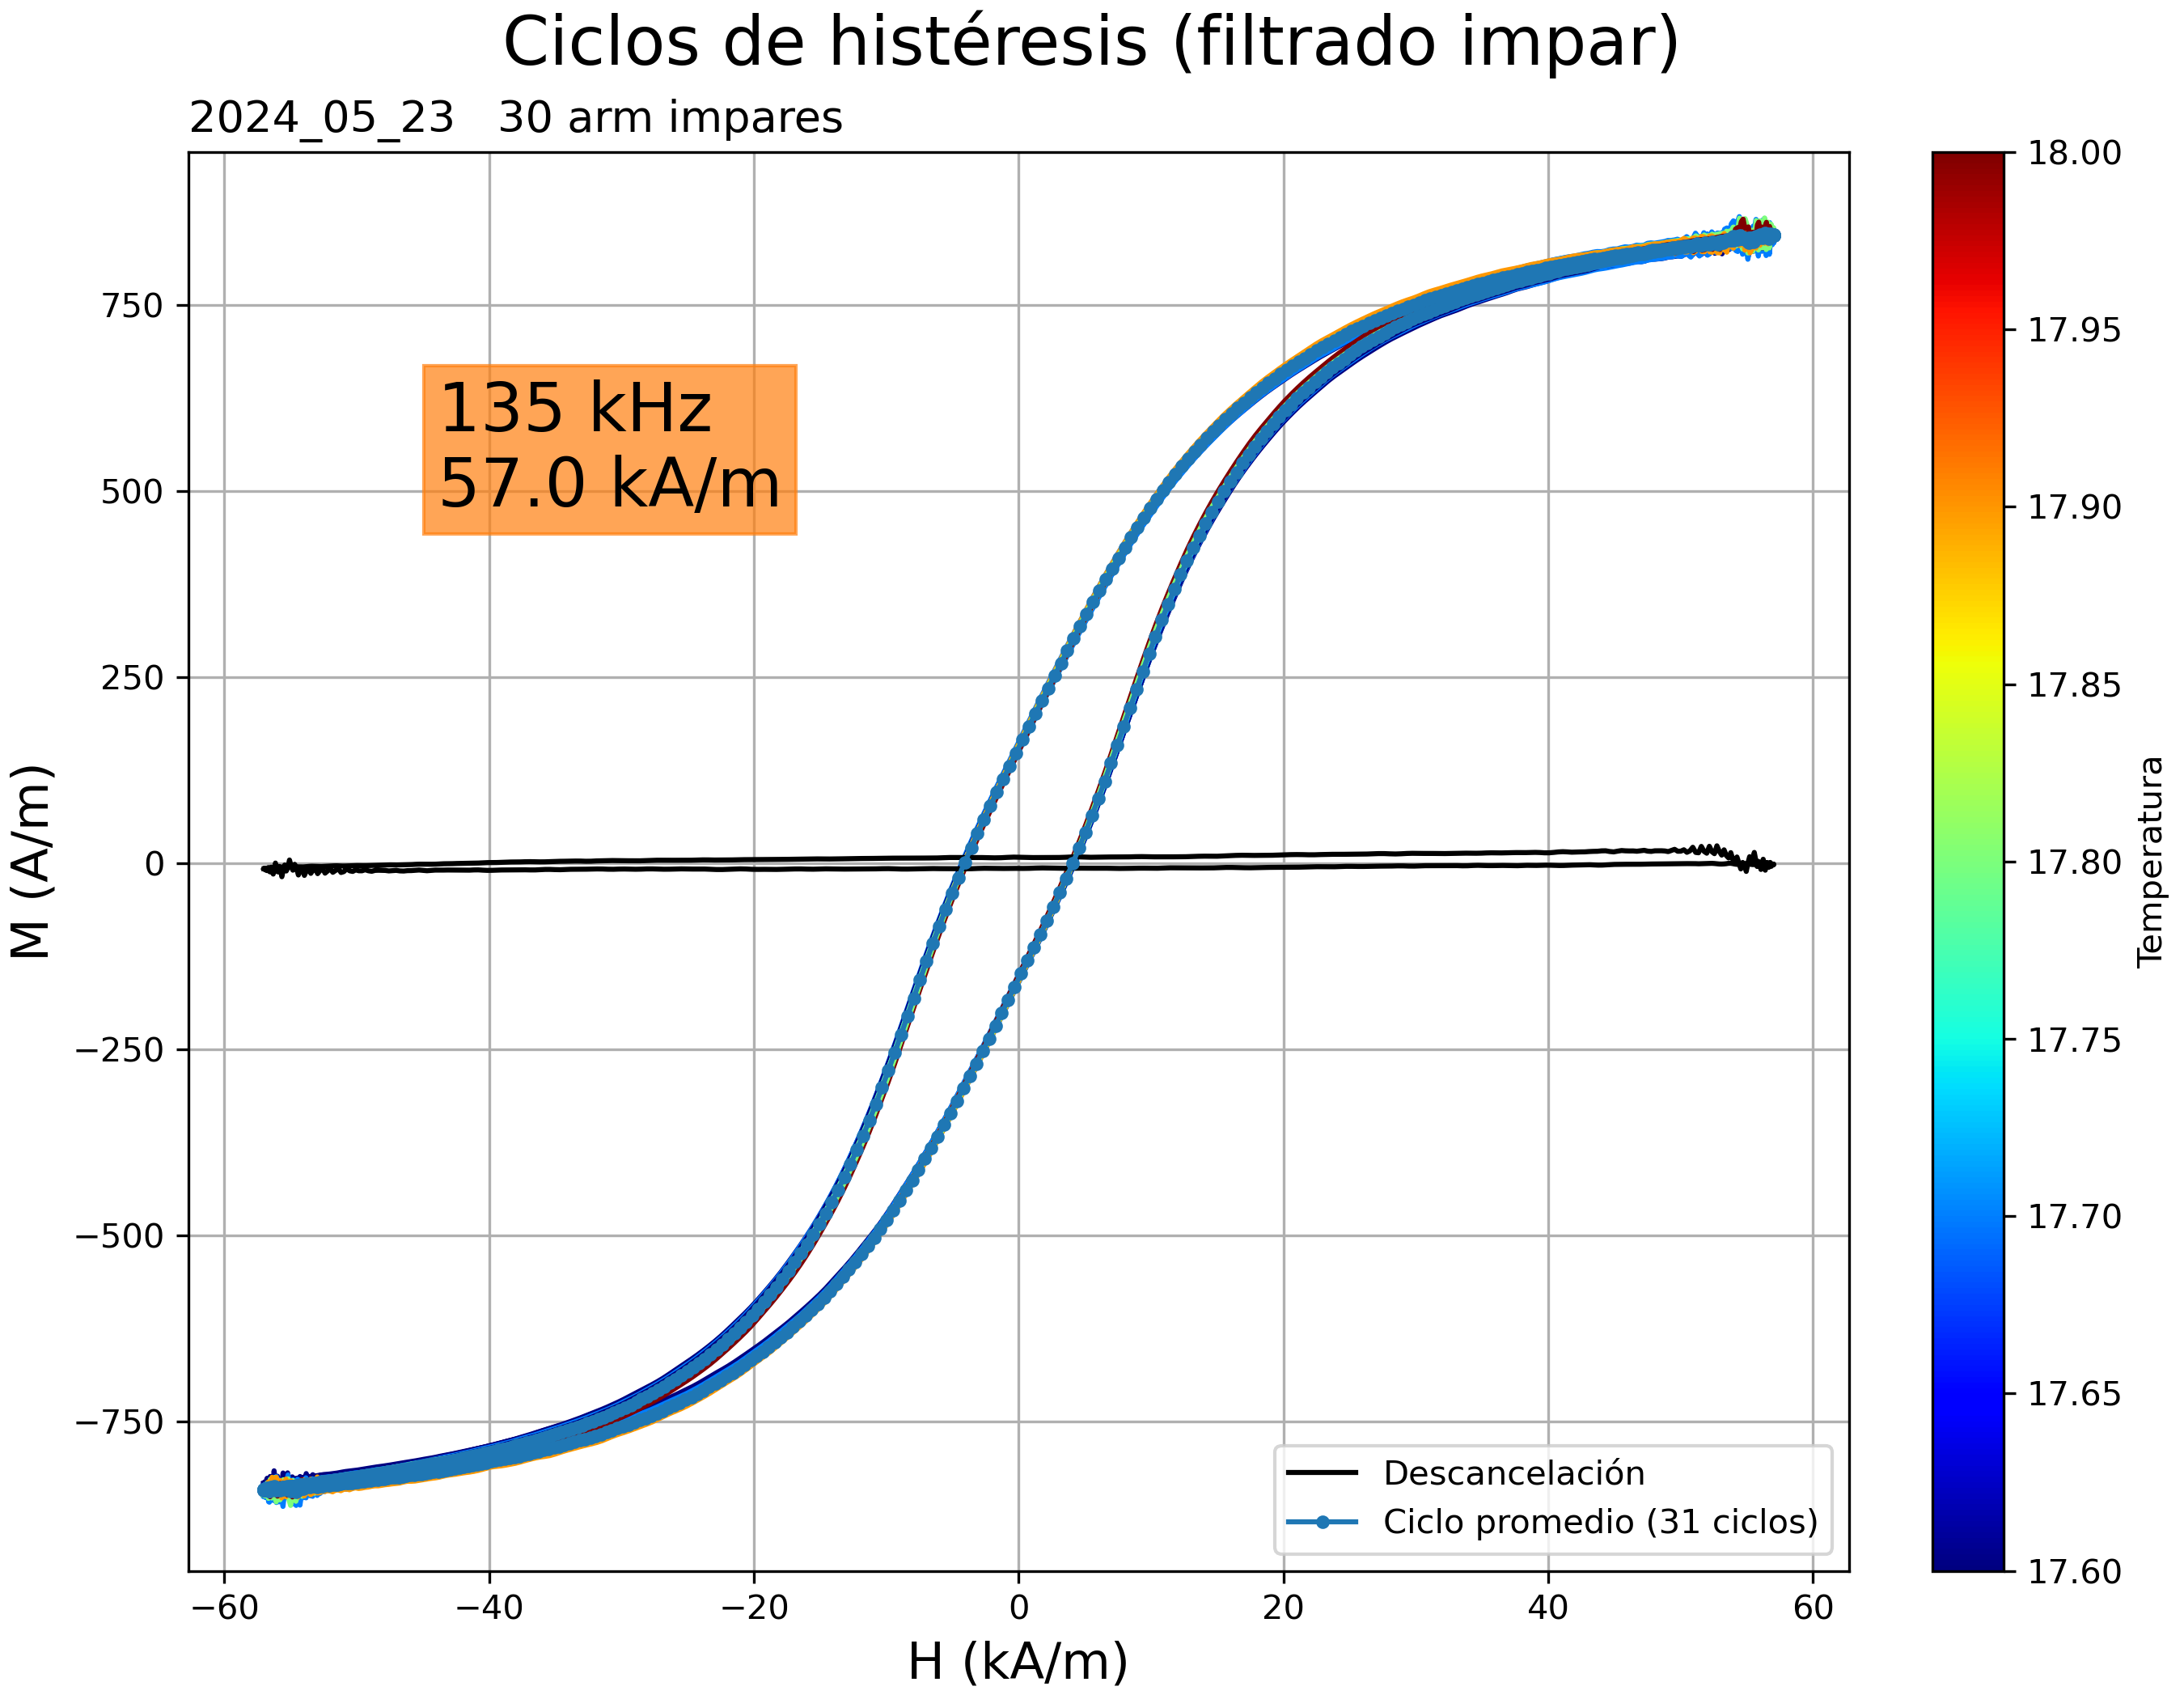 Ciclos de histéresis (filtrado impar)
2024_05_23   30 arm impares
135 kHz
57.0 kA/m
M (A/m)
750
500
250
0
−250
−500
−750
−60
−40
−20
0
20
40
60
H (kA/m)
Descancelación
Ciclo promedio (31 ciclos)
18.00
17.95
17.90
17.85
17.80
17.75
17.70
17.65
17.60
Temperatura